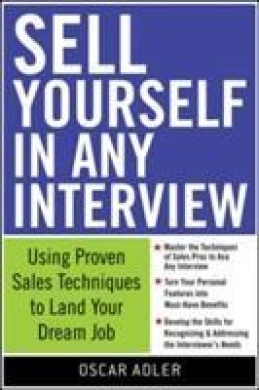 SELL
YOURSELF
IN ANY
INTERVIEW
Using Proven
Sales Techniques
to Land Your
Dream Job
Master the Techniques
of Sales Pros to Ace
Any Interview
Turn Your Personal
Features into
Must-Have Benefits
Develop the Skills for
Recognizing & Addressing
the Interviewer's Needs
OSCAR ADLER